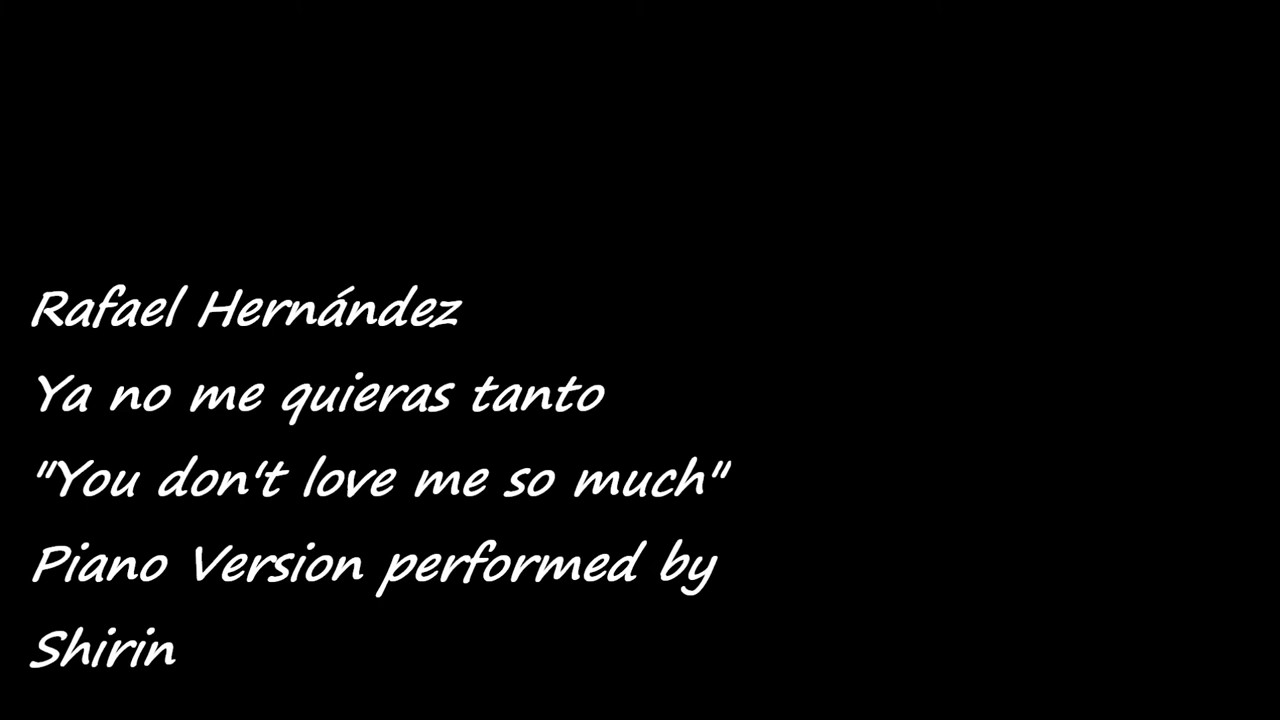 Rafael Hernández
Ya no me quieras tanto
"You don't love me so much"
Piano Version performed by
Shirin